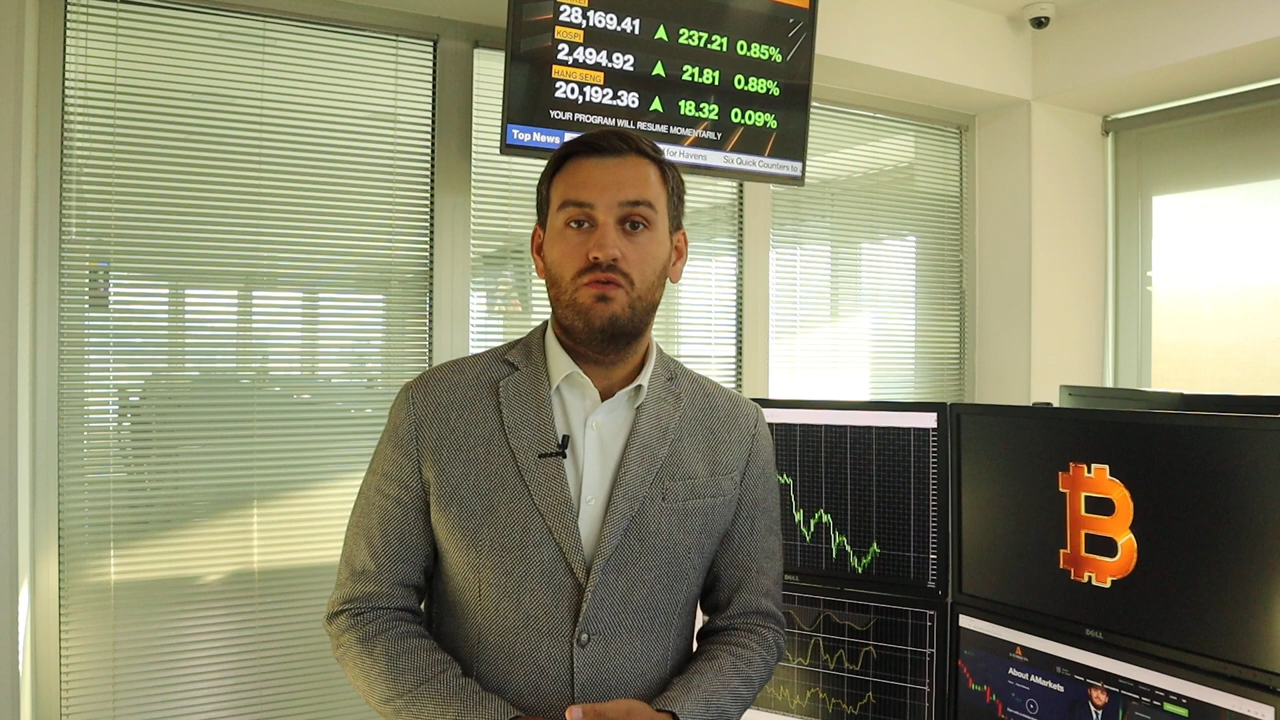 28,169.41 237.21 0.85%
KOSPI
2,494.92 21.81 0.88%
HANG SENG
20,192.36 18.32 0.09%
YOUR PROGRAM WILL RESUME MOMENTARILY
Top News for Havens Six Quick Counters to
DELL
DELL
About AMarkets